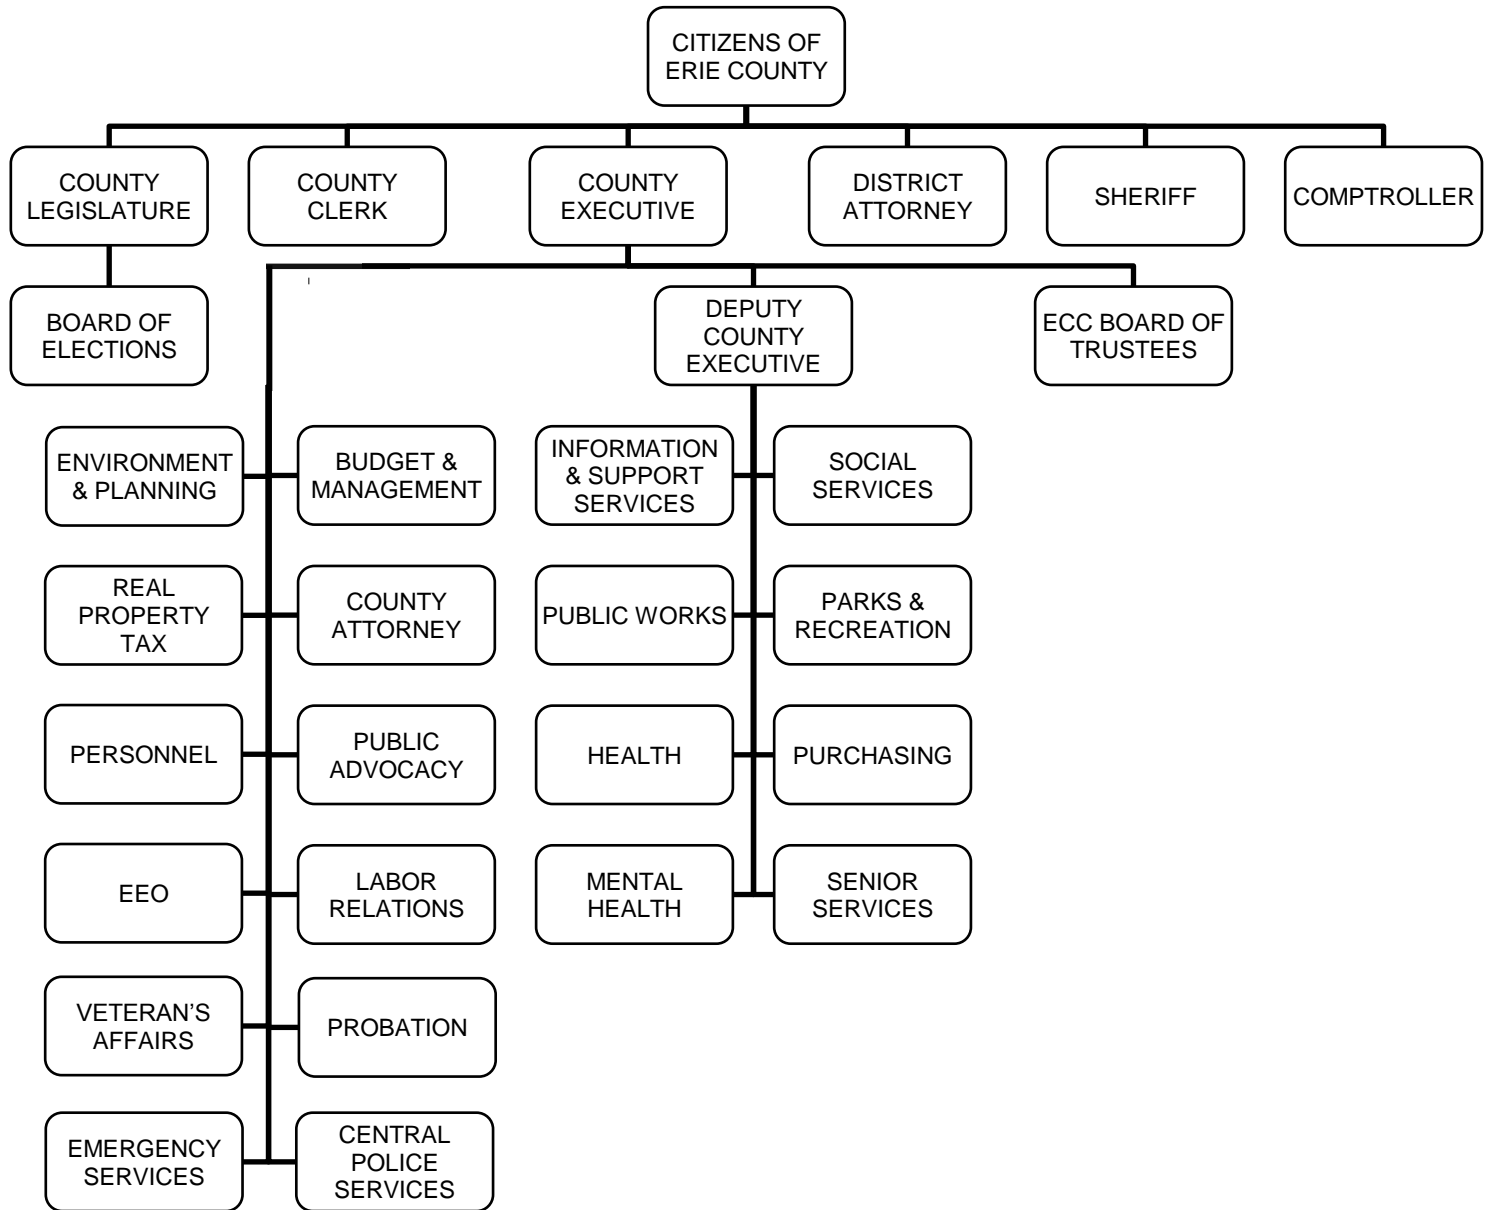 CITIZENS OF
ERIE COUNTY
COUNTY
LEGISLATURE
COUNTY
CLERK
COUNTY
EXECUTIVE
DISTRICT
ATTORNEY
SHERIFF
COMPTROLLER
BOARD OF
ELECTIONS
DEPUTY
COUNTY
EXECUTIVE
ECC BOARD OF
TRUSTEES
ENVIRONMENT
& PLANNING
BUDGET &
MANAGEMENT
INFORMATION
& SUPPORT
SERVICES
SOCIAL
SERVICES
REAL
PROPERTY
TAX
COUNTY
ATTORNEY
PUBLIC WORKS
PARKS &
RECREATION
PERSONNEL
PUBLIC
ADVOCACY
HEALTH
PURCHASING
EEO
LABOR
RELATIONS
MENTAL
HEALTH
SENIOR
SERVICES
VETERAN’S
AFFAIRS
PROBATION
EMERGENCY
SERVICES
CENTRAL
POLICE
SERVICES